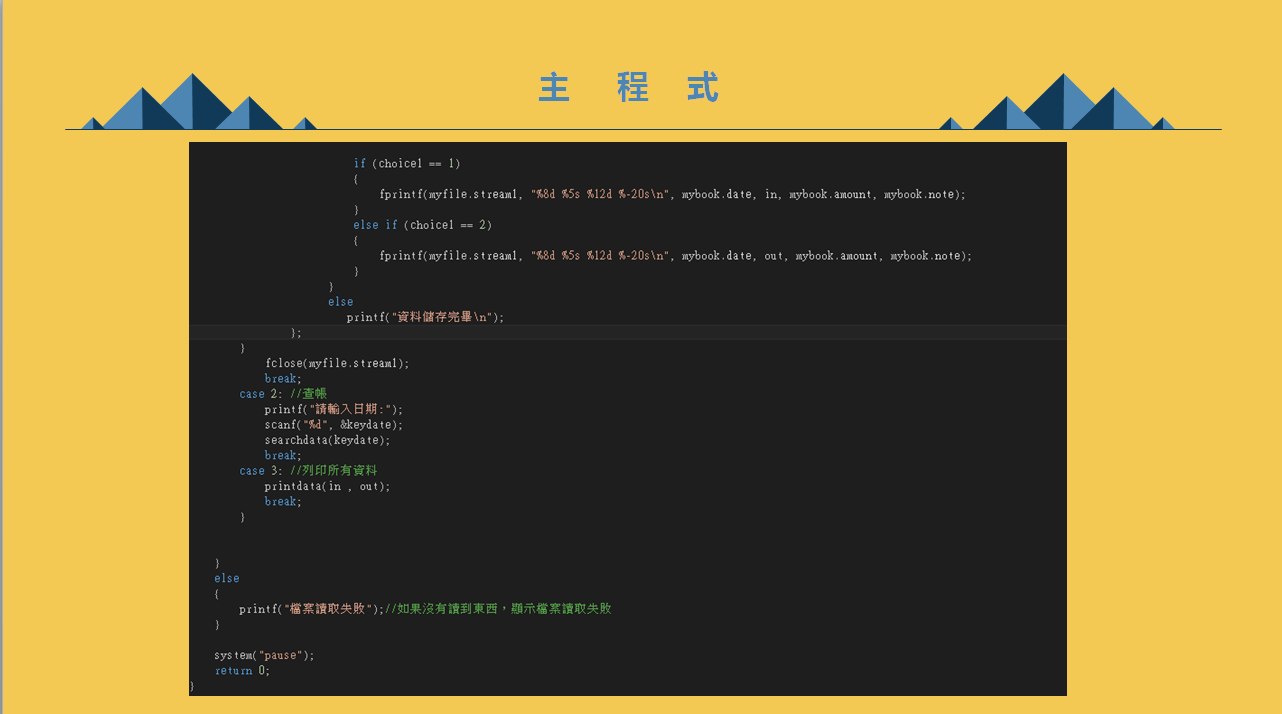 主 程 式
if (choice1 == 1)
{
fprintf(myfile.stream1, "%8d %5s %12d %-20s\n", mybook.date, in, mybook.amount, mybook.note);
}
else if (choice1 == 2)
{
fprintf(myfile.stream1, "%8d %5s %12d %-20s\n", mybook.date, out, mybook.amount, mybook.note);
}
}
else
printf("資料儲存完畢\n");
};
}
fclose(myfile.stream1);
break;
case 2: //查帳
printf("請輸入日期:");
scanf("%d", &keydate);
searchdata(keydate);
break;
case 3: //列印所有資料
printdata(in , out);
break;
}
}
else
{
printf("檔案讀取失敗");//如果沒有讀到東西，顯示檔案讀取失敗
}
system("pause");
return 0;
}